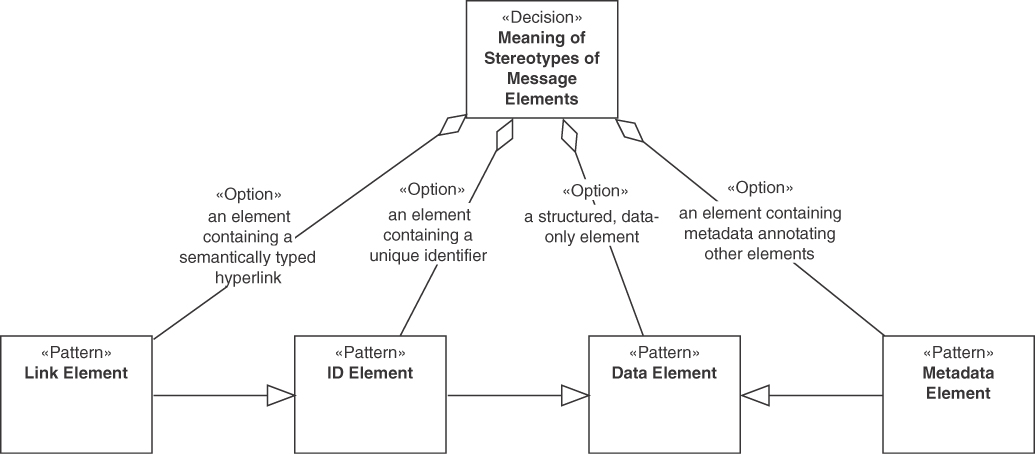 «Decision»
Meaning of
Stereotypes of
Message
Elements
«Option»
an element
containing a
semantically typed
hyperlink
«Option»
an element
containing a
unique identifier
«Option»
a structured, data-
only element
«Option»
an element containing
metadata annotating
other elements
«Pattern»
Link Element
«Pattern»
ID Element
«Pattern»
Data Element
«Pattern»
Metadata
Element